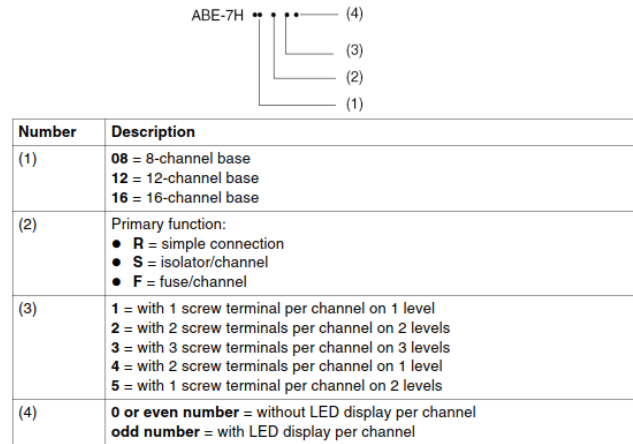 ABE-7H •• • •• (4)
(3)
(2)
(1)
Number Description
(1) 08 = 8-channel base
12 = 12-channel base
16 = 16-channel base
(2) Primary function:
● R = simple connection
● S = isolator/channel
● F = fuse/channel
(3) 1 = with 1 screw terminal per channel on 1 level
2 = with 2 screw terminals per channel on 2 levels
3 = with 3 screw terminals per channel on 3 levels
4 = with 2 screw terminals per channel on 1 level
5 = with 1 screw terminal per channel on 2 levels
(4) 0 or even number = without LED display per channel
odd number = with LED display per channel